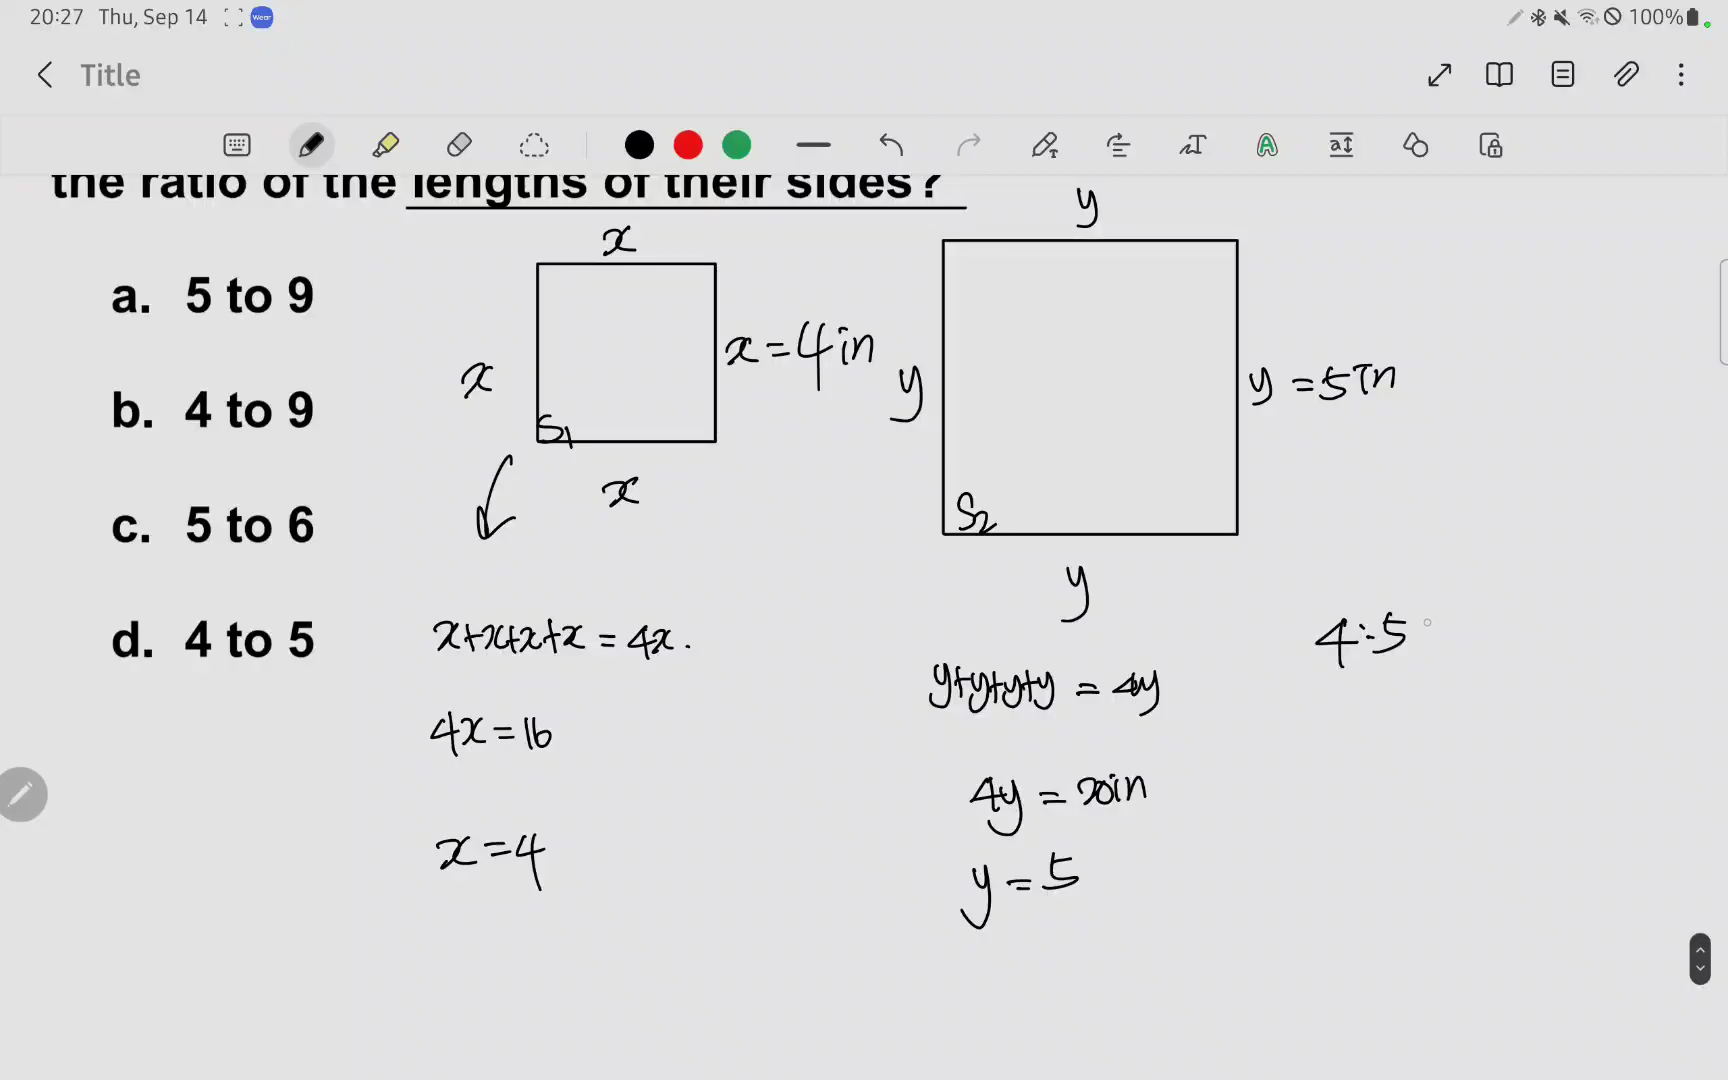 20:27 Thu, Sep 14 Wear 100%
Title
the ratio of the lengths of their sides?
y
x
a. 5 to 9
x = 4in
y = 5in
x
y
b. 4 to 9
S1
x
S2
c. 5 to 6
y
d. 4 to 5
x+x+x+x = 4x.
4:5
y+y+y+y = 4y
4x = 16
4y = 20in
x = 4
y = 5